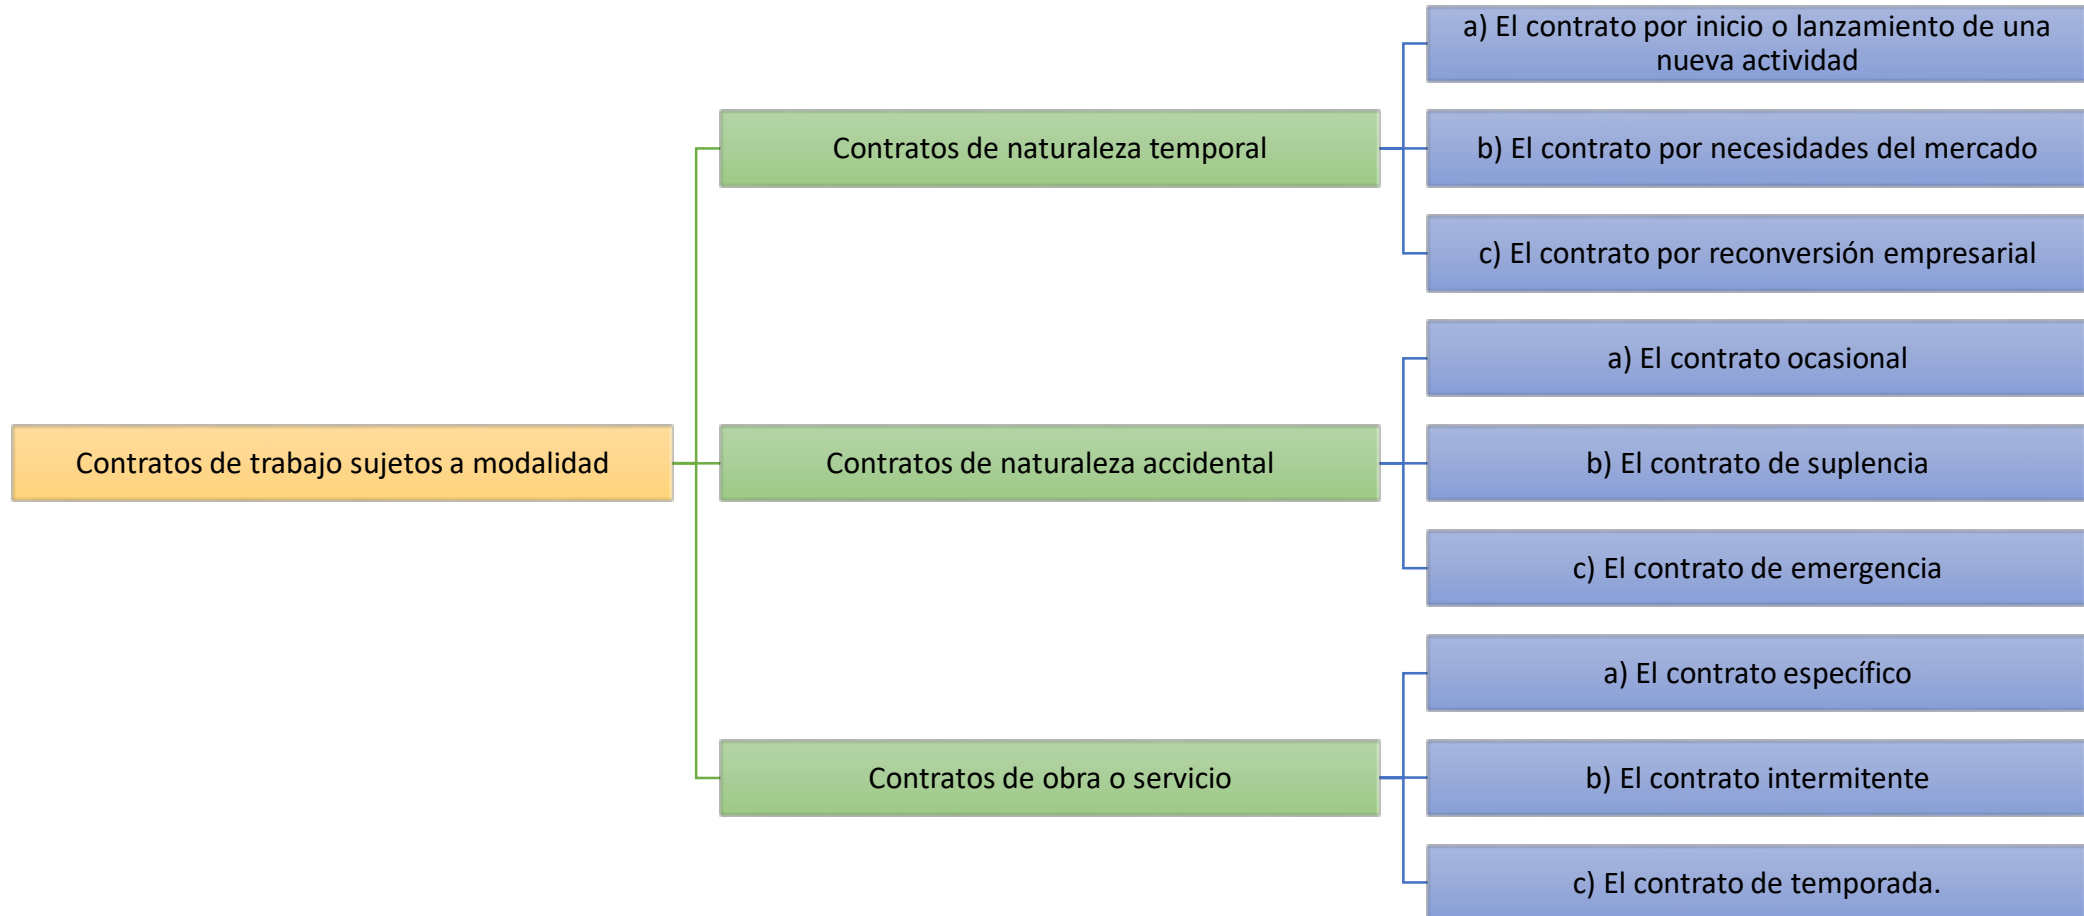 Contratos de trabajo sujetos a modalidad
Contratos de naturaleza temporal
a) El contrato por inicio o lanzamiento de una
nueva actividad
b) El contrato por necesidades del mercado
c) El contrato por reconversión empresarial
Contratos de naturaleza accidental
a) El contrato ocasional
b) El contrato de suplencia
c) El contrato de emergencia
Contratos de obra o servicio
a) El contrato específico
b) El contrato intermitente
c) El contrato de temporada.